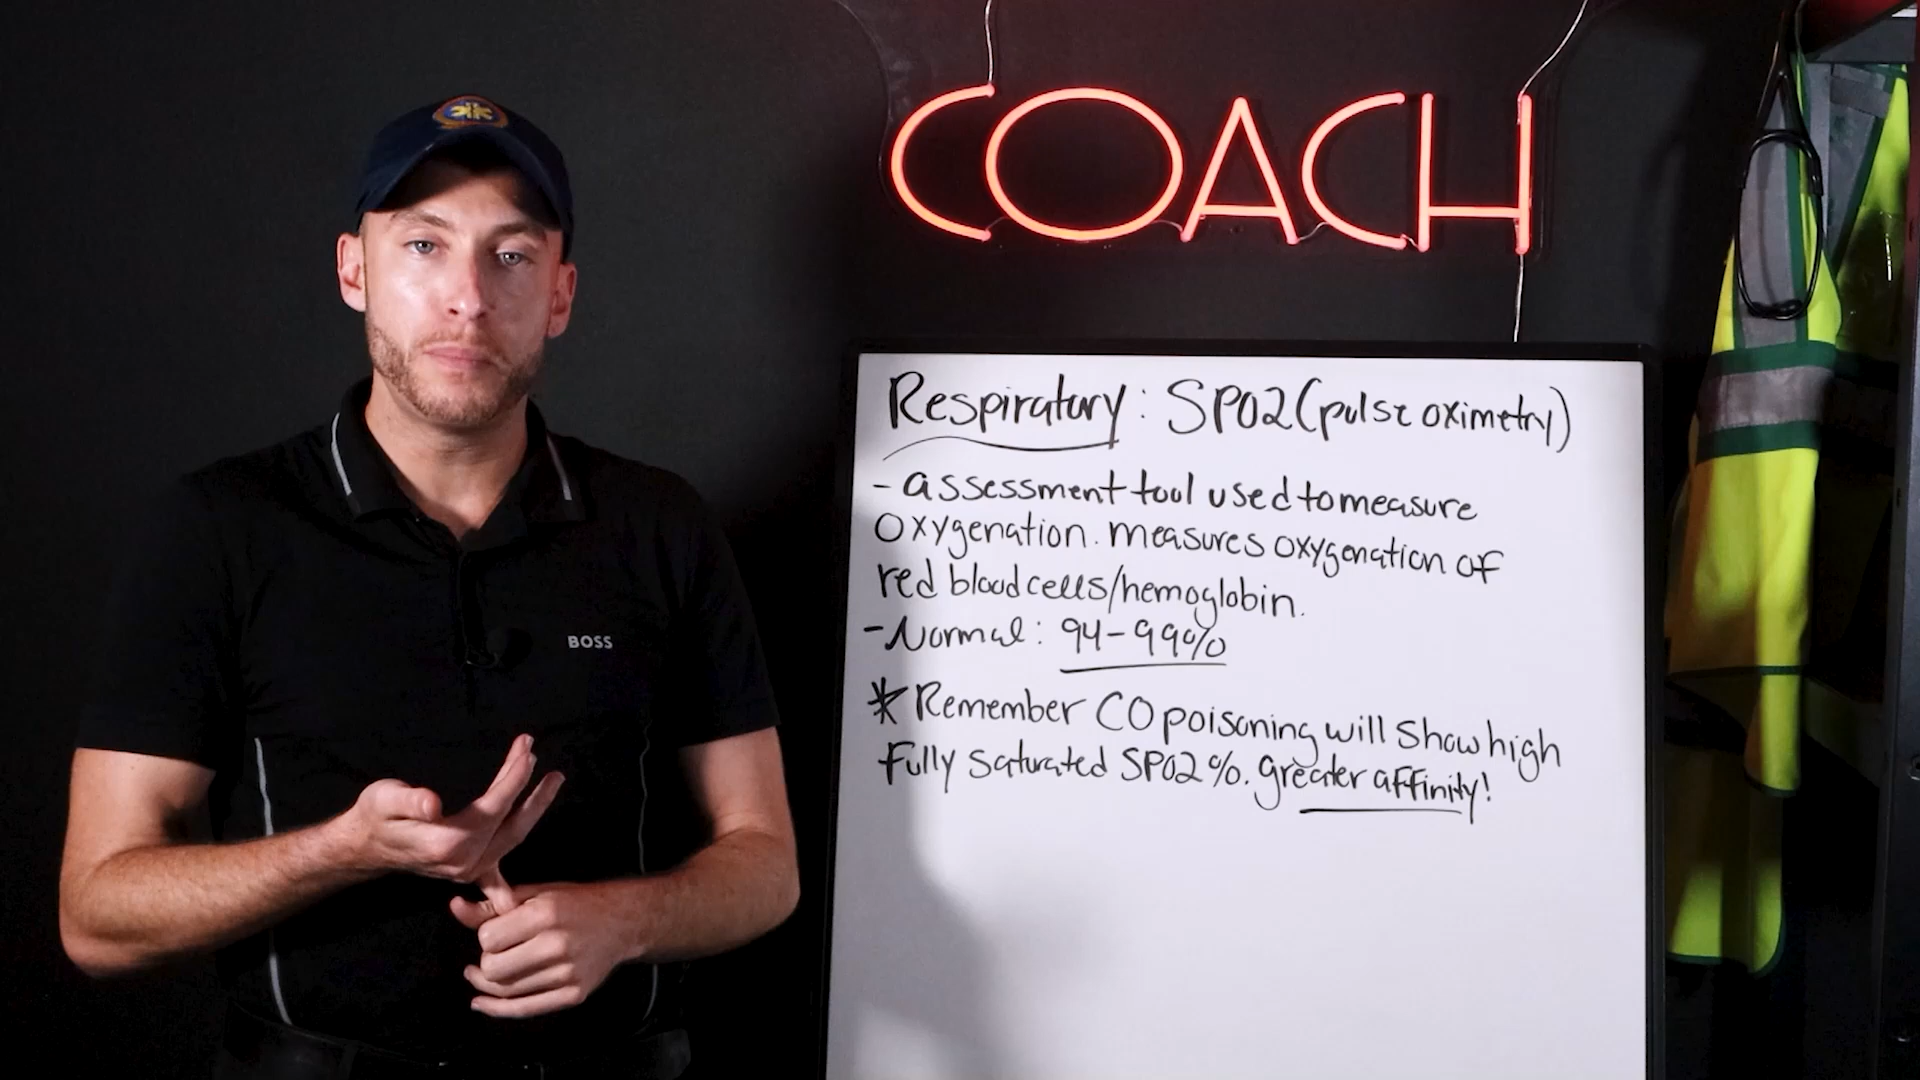 COACH
Respiratory: SPO2 (pulse oximetry)
- assessment tool used to measure
oxygenation. measures oxygenation of
red blood cells/hemoglobin.
- Normal: 94-99%
* Remember CO poisoning will show high
fully saturated SPO2%. greater affinity!
BOSS